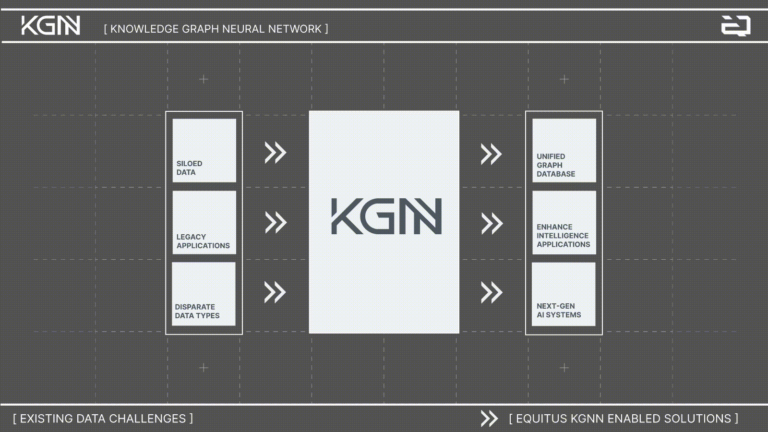 KGNN
[ KNOWLEDGE GRAPH NEURAL NETWORK ]
SILOED
DATA
LEGACY
APPLICATIONS
DISPARATE
DATA TYPES
KGNN
UNIFIED
GRAPH
DATABASE
ENHANCE
INTELLIGENCE
APPLICATIONS
NEXT-GEN
AI SYSTEMS
[ EXISTING DATA CHALLENGES ]
[ EQUITUS KGNN ENABLED SOLUTIONS ]